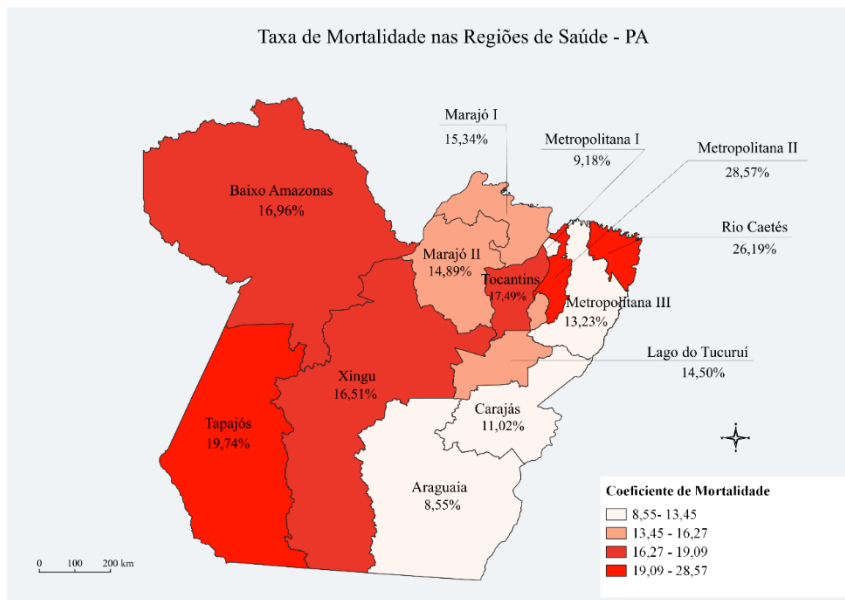 Taxa de Mortalidade nas Regiões de Saúde - PA
Marajó I
15,34%
Metropolitana I
9,18%
Metropolitana II
28,57%
Baixo Amazonas
16,96%
Rio Caetés
26,19%
Marajó II
14,89%
Tocantins
17,49%
Metropolitana III
13,23%
Lago do Tucuruí
14,50%
Xingu
16,51%
Carajás
11,02%
Tapajós
19,74%
Araguaia
8,55%
Coeficiente de Mortalidade
8,55- 13,45
13,45 - 16,27
16,27 - 19,09
19,09 - 28,57
0 100 200 km